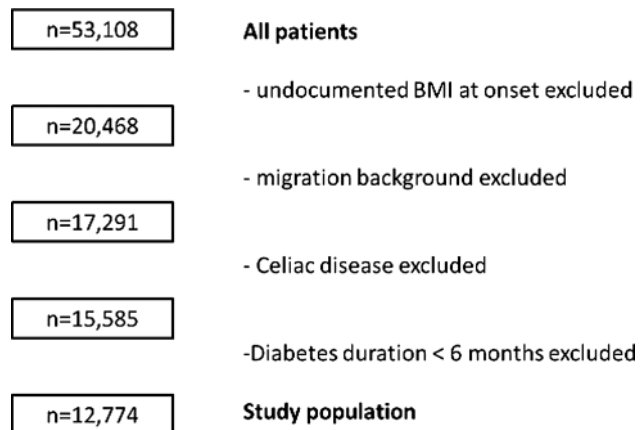 n=53,108
All patients
- undocumented BMI at onset excluded
n=20,468
- migration background excluded
n=17,291
- Celiac disease excluded
n=15,585
-Diabetes duration < 6 months excluded
n=12,774
Study population